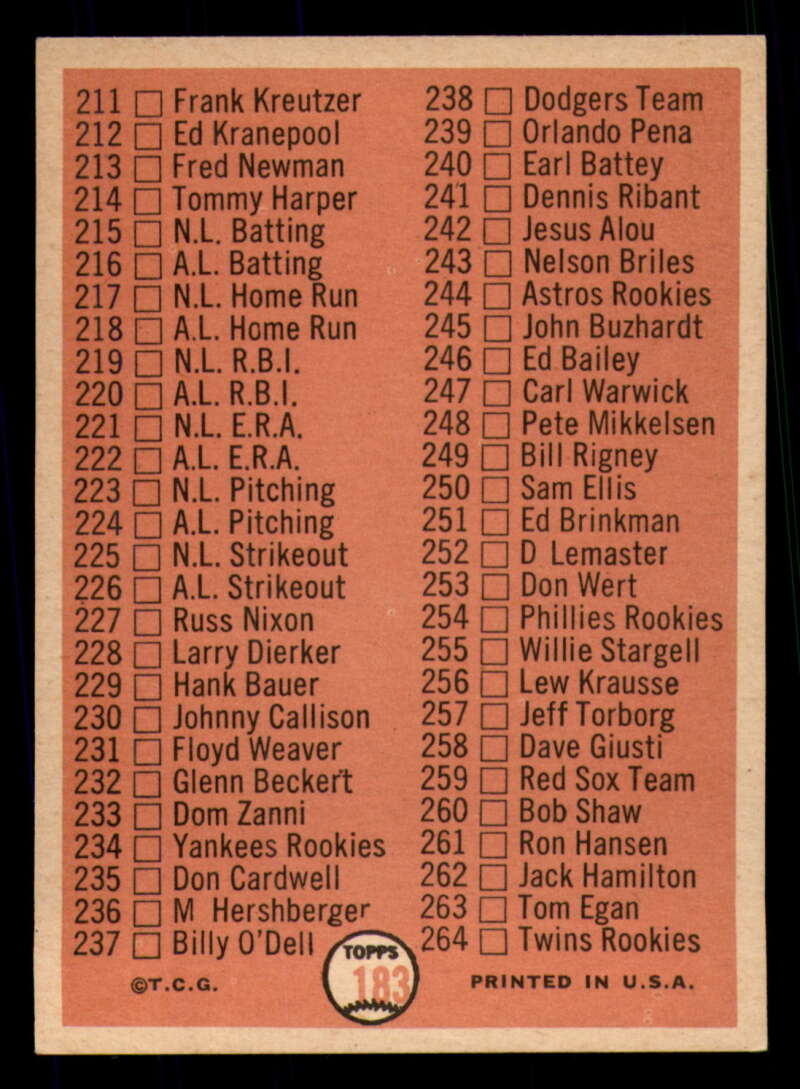 211 Frank Kreutzer
212 Ed Kranepool
213 Fred Newman
214 Tommy Harper
215 N.L. Batting
216 A.L. Batting
217 N.L. Home Run
218 A.L. Home Run
219 N.L. R.B.I.
220 A.L. R.B.I.
221 N.L. E.R.A.
222 A.L. E.R.A.
223 N.L. Pitching
224 A.L. Pitching
225 N.L. Strikeout
226 A.L. Strikeout
227 Russ Nixon
228 Larry Dierker
229 Hank Bauer
230 Johnny Callison
231 Floyd Weaver
232 Glenn Beckert
233 Dom Zanni
234 Yankees Rookies
235 Don Cardwell
236 M Hershberger
237 Billy O'Dell
238 Dodgers Team
239 Orlando Pena
240 Earl Battey
241 Dennis Ribant
242 Jesus Alou
243 Nelson Briles
244 Astros Rookies
245 John Buzhardt
246 Ed Bailey
247 Carl Warwick
248 Pete Mikkelsen
249 Bill Rigney
250 Sam Ellis
251 Ed Brinkman
252 D Lemaster
253 Don Wert
254 Phillies Rookies
255 Willie Stargell
256 Lew Krausse
257 Jeff Torborg
258 Dave Giusti
259 Red Sox Team
260 Bob Shaw
261 Ron Hansen
262 Jack Hamilton
263 Tom Egan
264 Twins Rookies
©T.C.G.
TOPPS
183
PRINTED IN U.S.A.